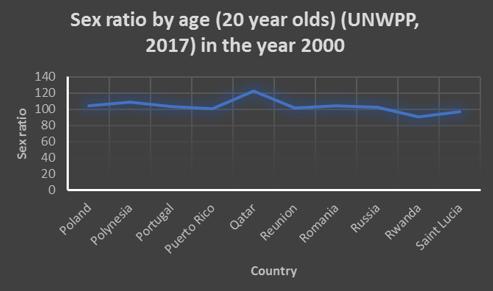 Sex ratio by age (20 year olds) (UNWPP,
2017) in the year 2000
140
120
100
80
60
40
20
0
Sex ratio
Poland
Polynesia
Portugal
Puerto Rico
Qatar
Reunion
Romania
Russia
Rwanda
Saint Lucia
Country